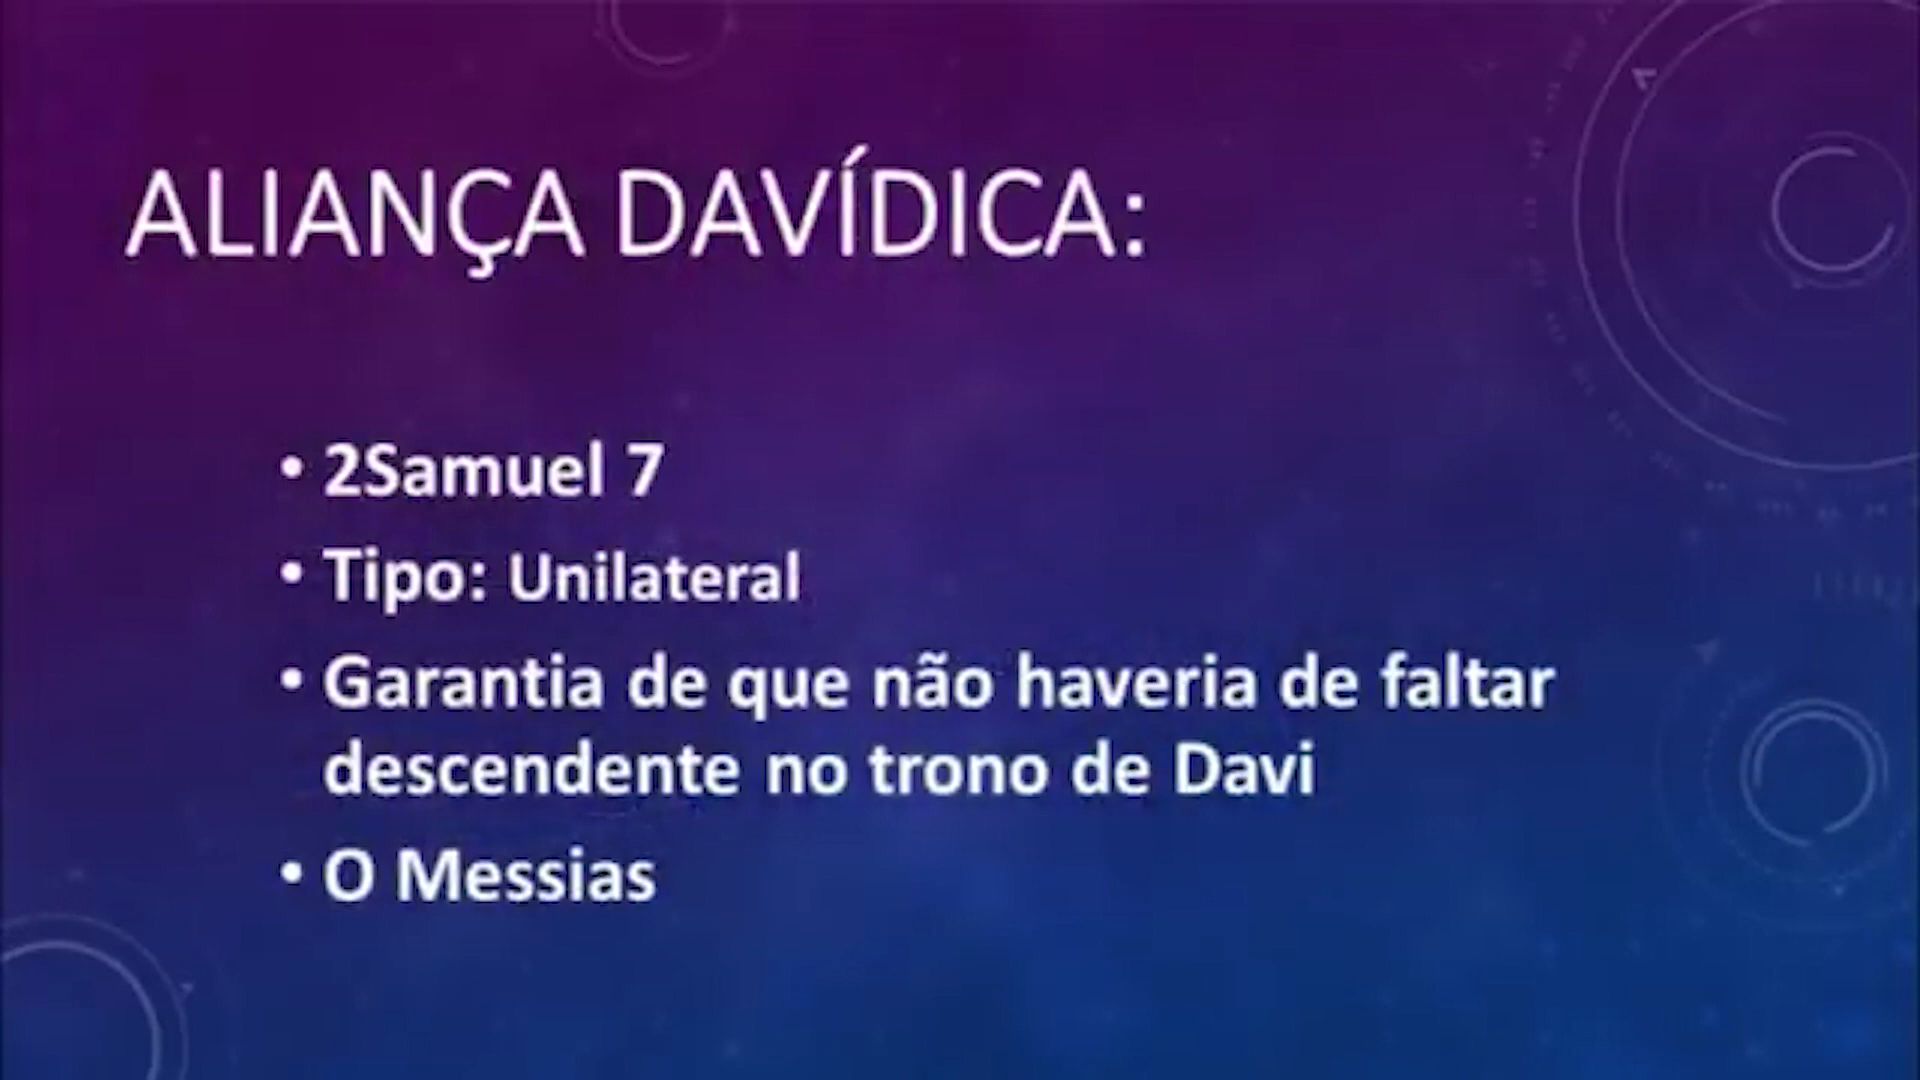 ALIANÇA DAVÍDICA:
• 2Samuel 7
• Tipo: Unilateral
• Garantia de que não haveria de faltar
descendente no trono de Davi
• O Messias